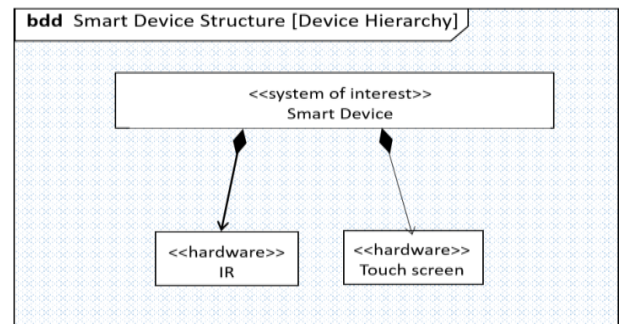 bdd Smart Device Structure [Device Hierarchy]
<<system of interest>>
Smart Device
<<hardware>>
IR
<<hardware>>
Touch screen